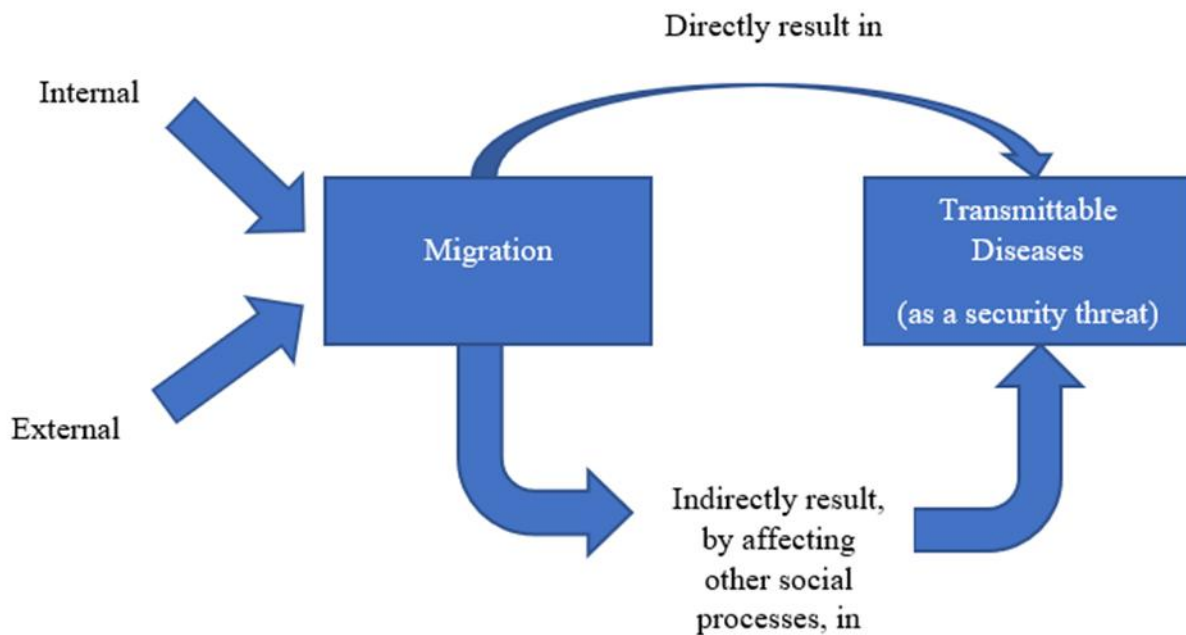 Directly result in
Internal
Migration
Transmittable
Diseases
(as a security threat)
External
Indirectly result,
by affecting
other social
processes, in